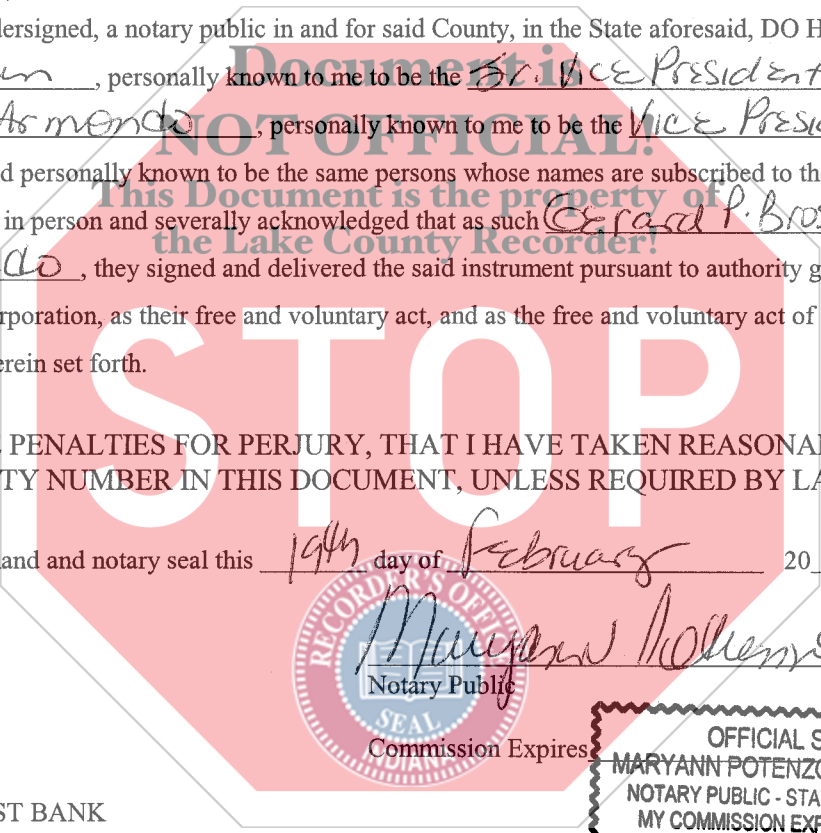 dersigned, a notary public in and for said County, in the State aforesaid, DO H
Document is
, personally known to me to be the Sr. Vice President
Armondo, personally known to me to be the Vice Presi
NOT OFFICIAL!
d personally known to be the same persons whose names are subscribed to th
This Document is the property of
in person and severally acknowledged that as such Gerard P. Bros
the Lake County Recorder!
do, they signed and delivered the said instrument pursuant to authority g
rporation, as their free and voluntary act, and as the free and voluntary act of
erein set forth.
STOP
PENALTIES FOR PERJURY, THAT I HAVE TAKEN REASONA
TY NUMBER IN THIS DOCUMENT, UNLESS REQUIRED BY LA
and and notary seal this 19th day of February 20
RECORDER'S OFFICE
Maryann
Notary Public
SEAL
INDIANA
Commission Expires
OFFICIAL S
MARYANN POTENZO
NOTARY PUBLIC - STA
MY COMMISSION EXP
ST BANK